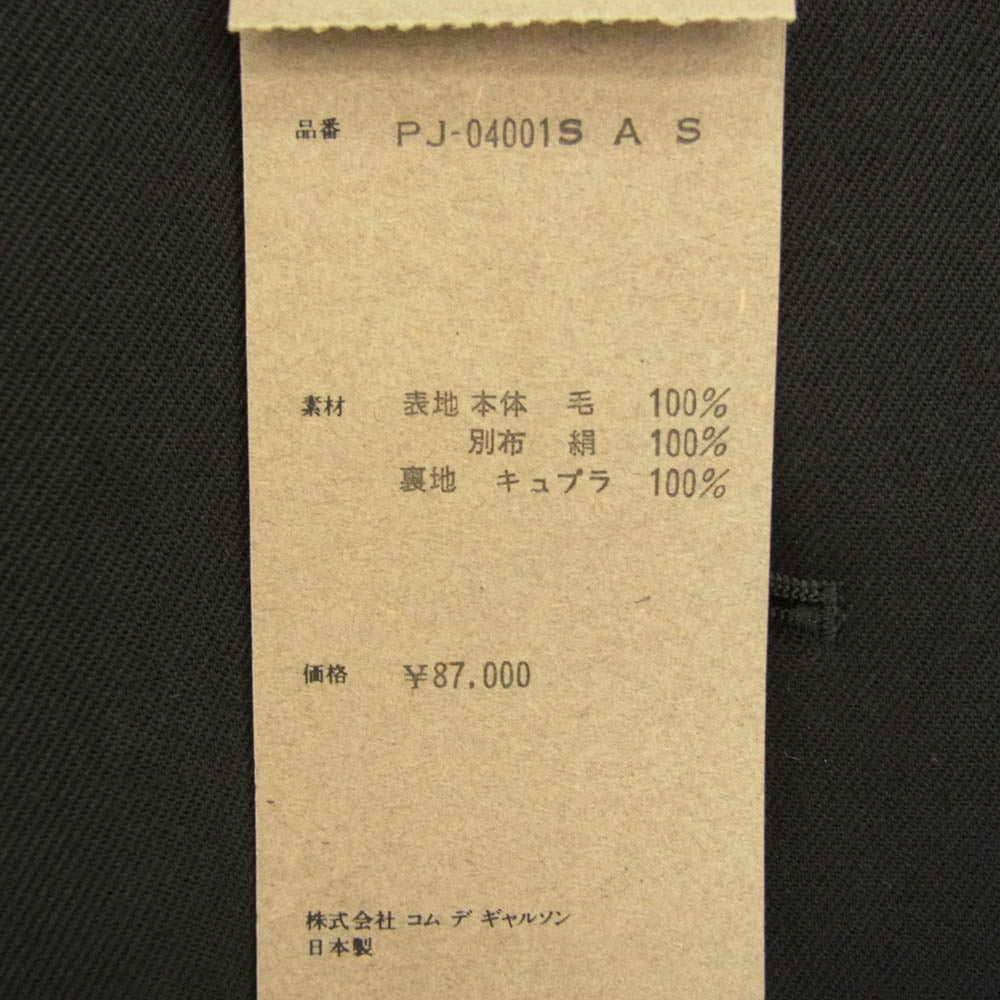 品番 PJ-04001S A S
素材 表地 本体 毛 100%
別布 絹 100%
裏地 キュプラ 100%
価格 ¥87.000
株式会社 コム デ ギャルソン
日本製